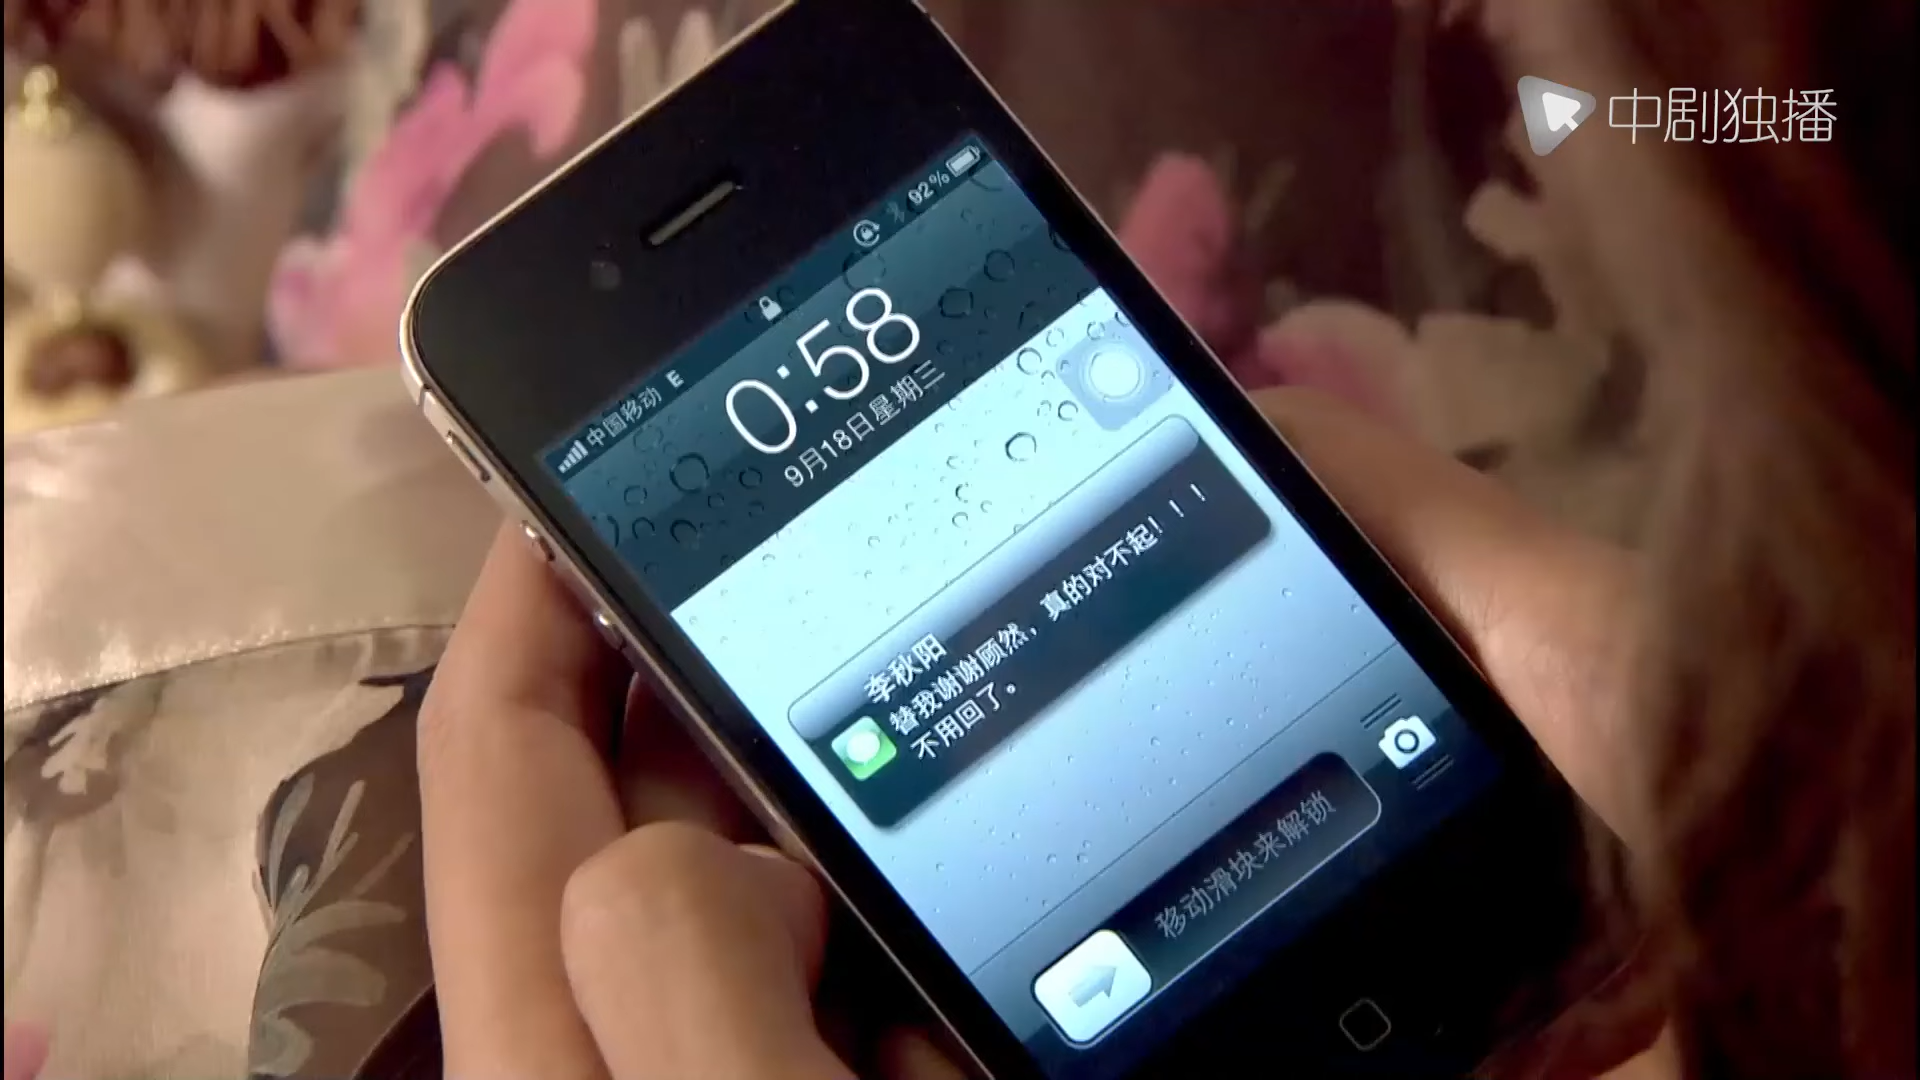 中剧独播
中国移动 E 92%
0:58
9月18日星期三
李秋阳
替我谢谢顾然，真的对不起！！！
不用回了。
移动滑块来解锁